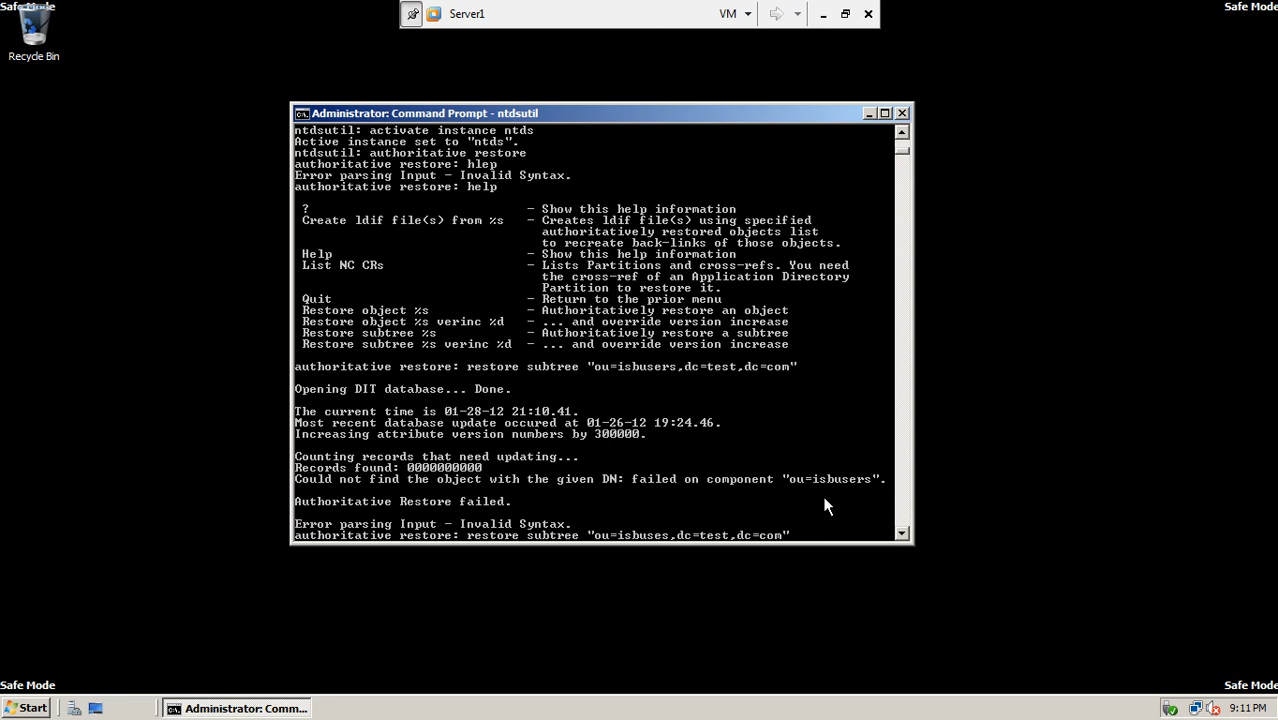 Safe Mode
Server1
VM
Safe Mode
Recycle Bin
Administrator: Command Prompt - ntdsutil
ntdsutil: activate instance ntds
Active instance set to "ntds".
ntdsutil: authoritative restore
authoritative restore: hlep
Error parsing Input - Invalid Syntax.
authoritative restore: help
? - Show this help information
Create ldif file(s) from %s - Creates ldif file(s) using specified
authoritatively restored objects list
to recreate back-links of those objects.
Help - Show this help information
List NC CRs - Lists Partitions and cross-refs. You need
the cross-ref of an Application Directory
Partition to restore it.
Quit - Return to the prior menu
Restore object %s - Authoritatively restore an object
Restore object %s verinc %d - ... and override version increase
Restore subtree %s - Authoritatively restore a subtree
Restore subtree %s verinc %d - ... and override version increase
authoritative restore: restore subtree "ou=isbusers,dc=test,dc=com"
Opening DIT database... Done.
The current time is 01-28-12 21:10.41.
Most recent database update occured at 01-26-12 19:24.46.
Increasing attribute version numbers by 300000.
Counting records that need updating...
Records found: 0000000000
Could not find the object with the given DN: failed on component "ou=isbusers".
Authoritative Restore failed.
Error parsing Input - Invalid Syntax.
authoritative restore: restore subtree "ou=isbuses,dc=test,dc=com"
Safe Mode
Safe Mode
Start
Administrator: Comm...
9:11 PM